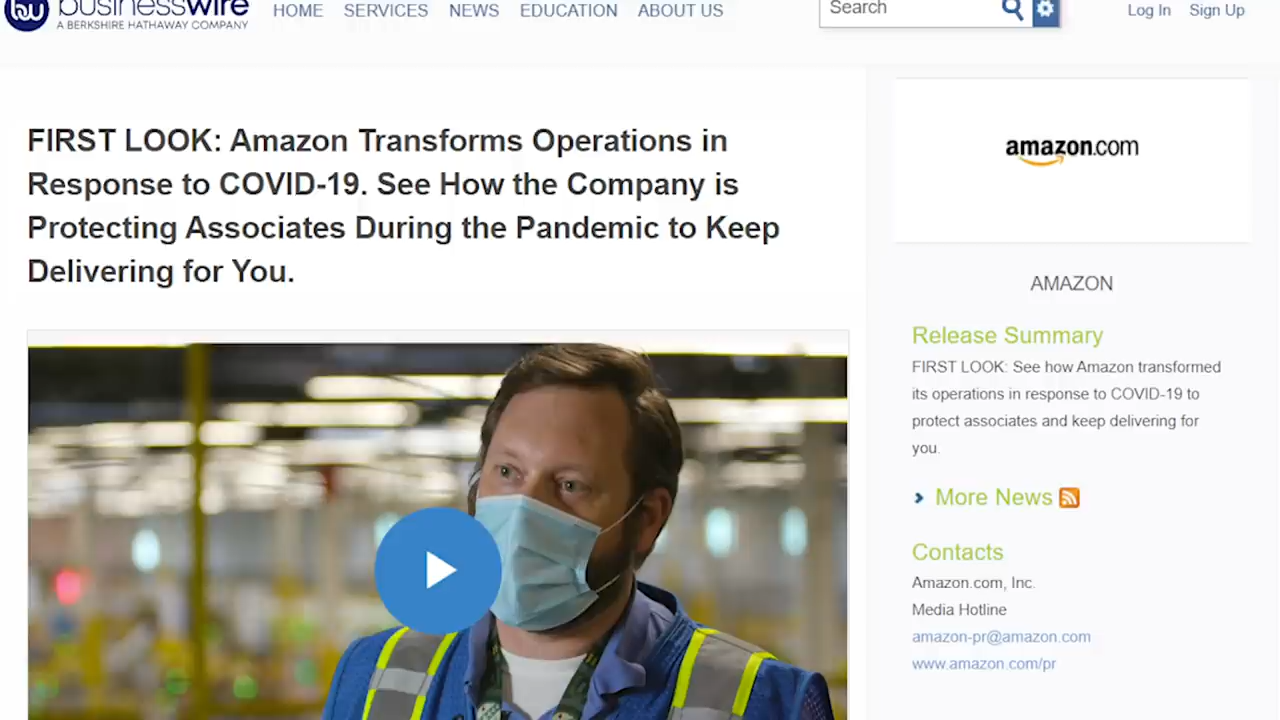 businesswire
A BERKSHIRE HATHAWAY COMPANY
HOME SERVICES NEWS EDUCATION ABOUT US
Search
Log In Sign Up
FIRST LOOK: Amazon Transforms Operations in
Response to COVID-19. See How the Company is
Protecting Associates During the Pandemic to Keep
Delivering for You.
amazon.com
AMAZON
Release Summary
FIRST LOOK: See how Amazon transformed
its operations in response to COVID-19 to
protect associates and keep delivering for
you.
More News
Contacts
Amazon.com, Inc.
Media Hotline
amazon-pr@amazon.com
www.amazon.com/pr